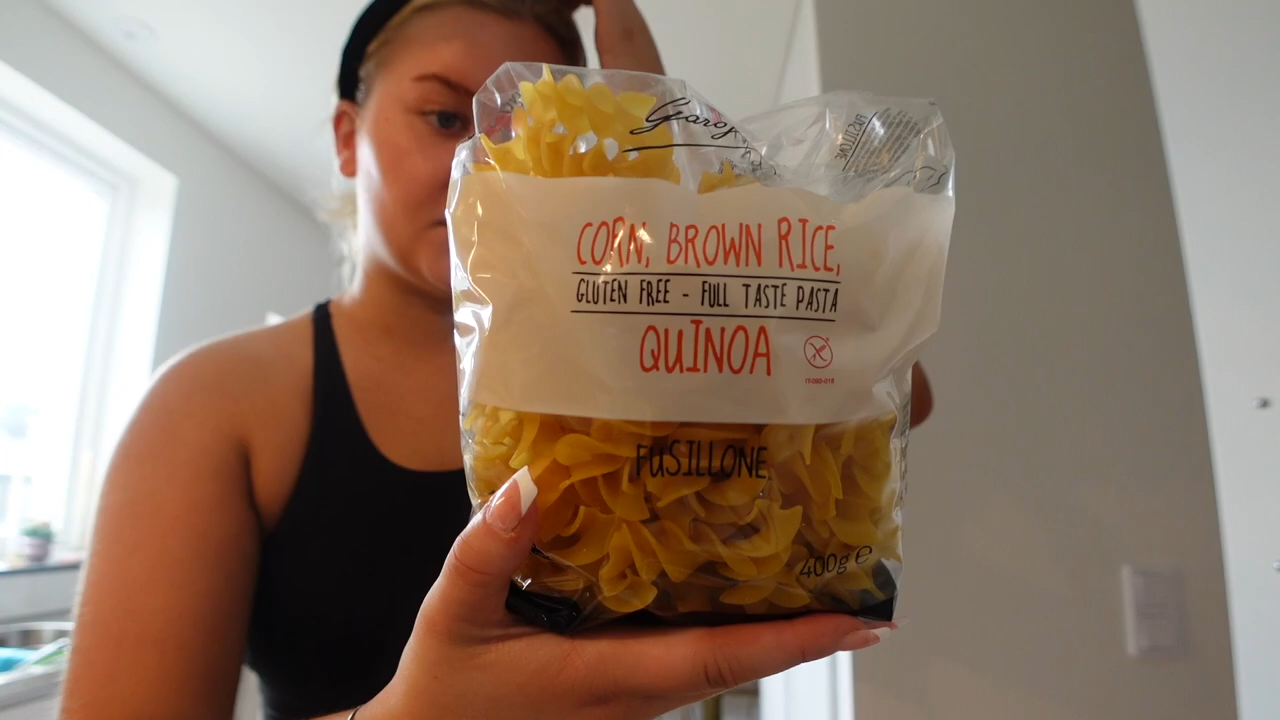 CORN, BROWN RICE,
GLUTEN FREE - FULL TASTE PASTA
QUINOA
FUSILLONE
400g e